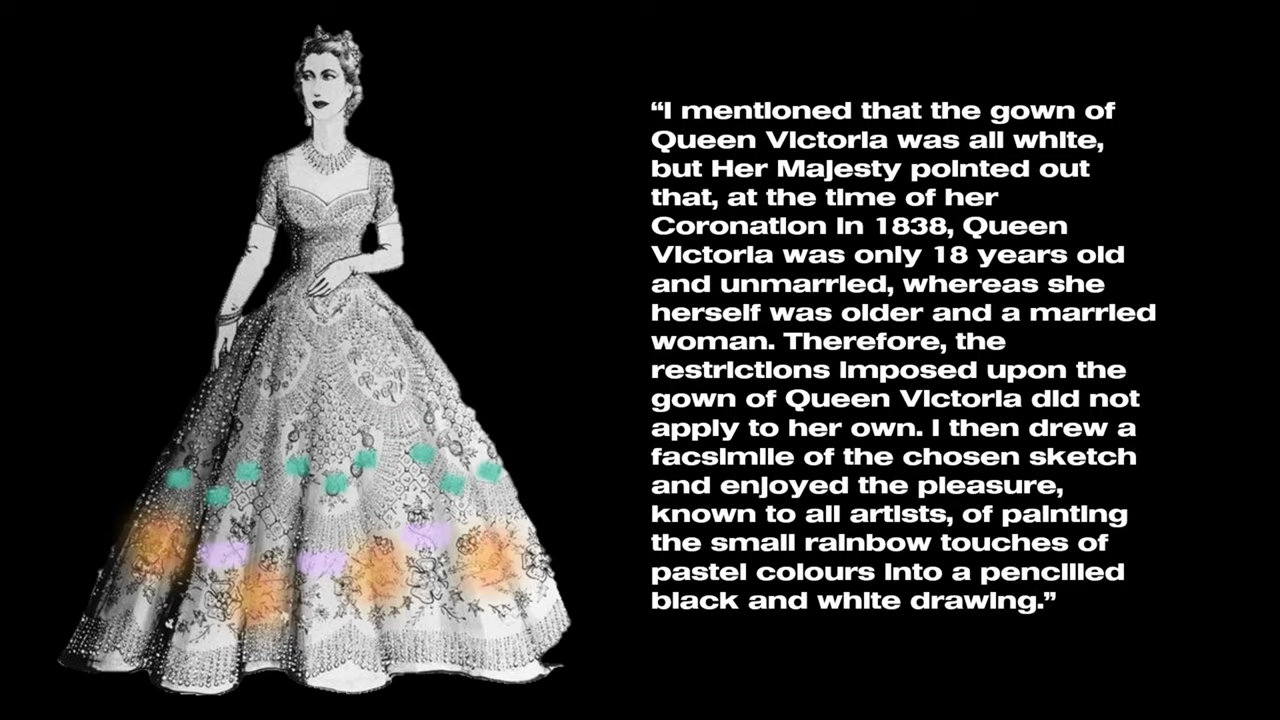 “I mentioned that the gown of
Queen Victoria was all white,
but Her Majesty pointed out
that, at the time of her
Coronation in 1838, Queen
Victoria was only 18 years old
and unmarried, whereas she
herself was older and a married
woman. Therefore, the
restrictions imposed upon the
gown of Queen Victoria did not
apply to her own. I then drew a
facsimile of the chosen sketch
and enjoyed the pleasure,
known to all artists, of painting
the small rainbow touches of
pastel colours into a pencilled
black and white drawing.”